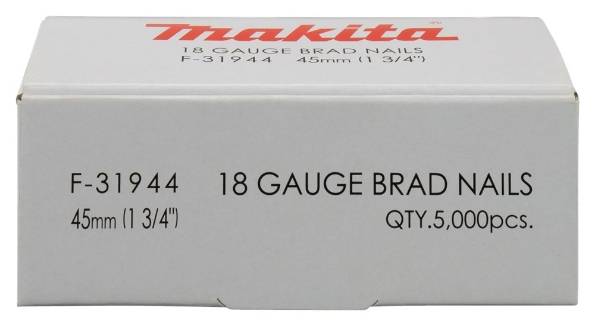 Makita
18 GAUGE BRAD NAILS
F-31944 45mm (1 3/4")
F-31944 18 GAUGE BRAD NAILS
45mm (1 3/4") QTY.5,000pcs.